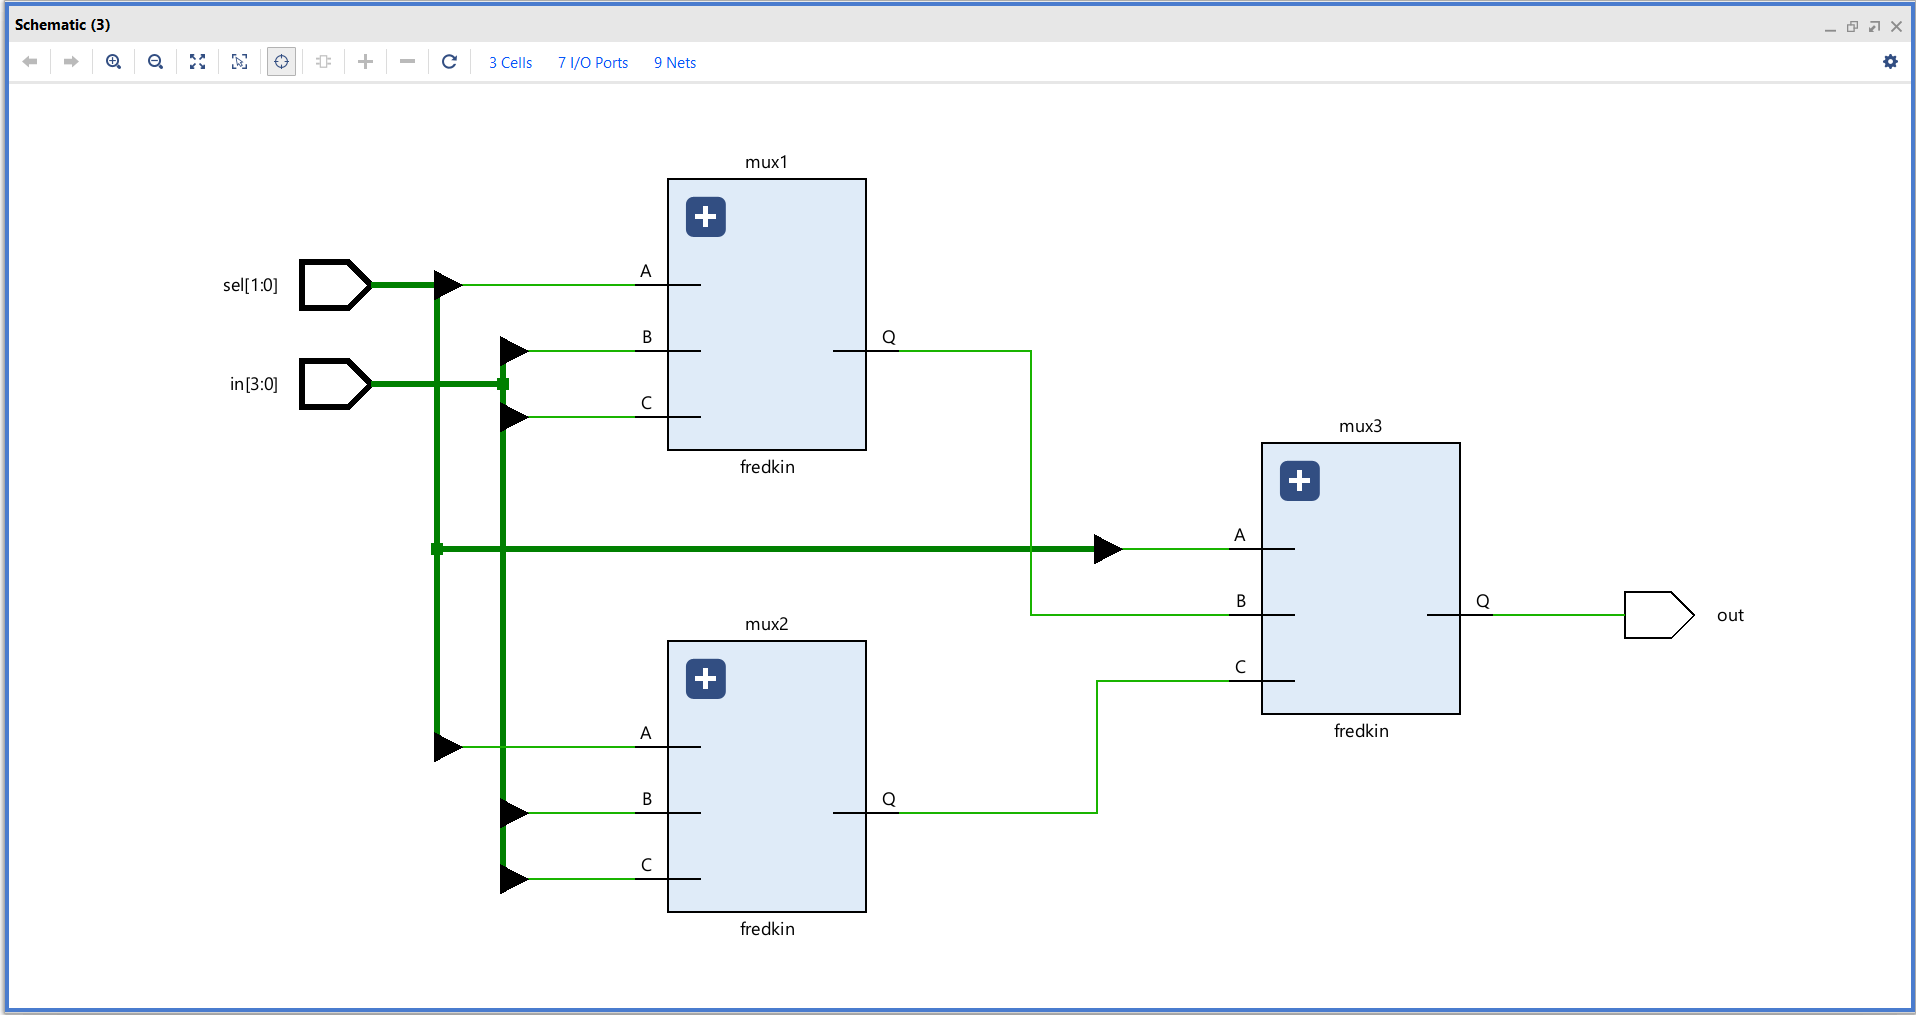 Schematic (3)
3 Cells 7 I/O Ports 9 Nets
mux1
A
sel[1:0]
B
Q
in[3:0]
C
mux3
fredkin
A
B
Q
mux2
out
C
fredkin
A
B
Q
C
fredkin